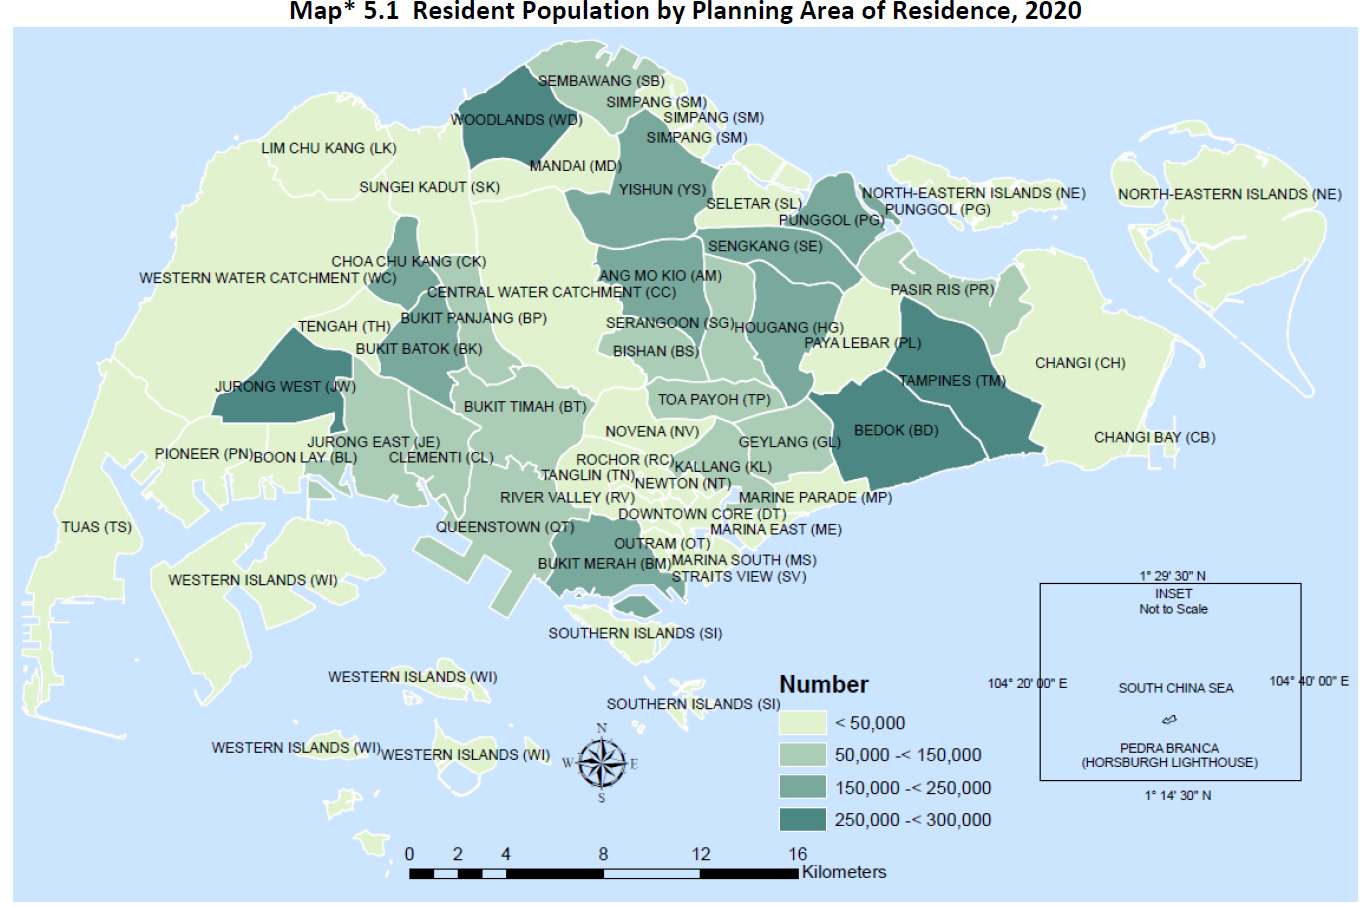 Map* 5.1 Resident Population by Planning Area of Residence, 2020
SEMBAWANG (SB)
SIMPANG (SM)
SIMPANG (SM)
WOODLANDS (WD)
SIMPANG (SM)
LIM CHU KANG (LK)
MANDAI (MD)
SUNGEI KADUT (SK)
YISHUN (YS)
NORTH-EASTERN ISLANDS (NE)
NORTH-EASTERN ISLANDS (NE)
SELETAR (SL)
PUNGGOL (PG)
PUNGGOL (PG)
SENGKANG (SE)
CHOA CHU KANG (CK)
WESTERN WATER CATCHMENT (WC)
ANG MO KIO (AM)
CENTRAL WATER CATCHMENT (CC)
PASIR RIS (PR)
BUKIT PANJANG (BP)
TENGAH (TH)
SERANGOON (SG)
HOUGANG (HG)
PAYA LEBAR (PL)
BUKIT BATOK (BK)
BISHAN (BS)
CHANGI (CH)
JURONG WEST (JW)
TAMPINES (TM)
BUKIT TIMAH (BT)
TOA PAYOH (TP)
NOVENA (NV)
BEDOK (BD)
CHANGI BAY (CB)
JURONG EAST (JE)
GEYLANG (GL)
PIONEER (PN)
BOON LAY (BL)
CLEMENTI (CL)
ROCHOR (RC)
KALLANG (KL)
TANGLIN (TN)
NEWTON (NT)
RIVER VALLEY (RV)
MARINE PARADE (MP)
DOWNTOWN CORE (DT)
TUAS (TS)
QUEENSTOWN (QT)
MARINA EAST (ME)
OUTRAM (OT)
BUKIT MERAH (BM)
MARINA SOUTH (MS)
STRAITS VIEW (SV)
WESTERN ISLANDS (WI)
SOUTHERN ISLANDS (SI)
WESTERN ISLANDS (WI)
SOUTHERN ISLANDS (SI)
WESTERN ISLANDS (WI)
WESTERN ISLANDS (WI)
1° 29' 30" N
INSET
Not to Scale
104° 20' 00" E
104° 40' 00" E
SOUTH CHINA SEA
PEDRA BRANCA
(HORSBURGH LIGHTHOUSE)
1° 14' 30" N
Number
< 50,000
50,000 -< 150,000
150,000 -< 250,000
250,000 -< 300,000
N
W
E
S
0 2 4 8 12 16
Kilometers